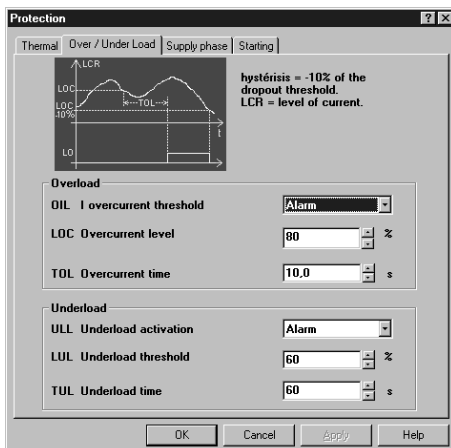 Protection
Thermal
Over / Under Load
Supply phase
Starting
LCR
LOC
LOC
-10%
TOL
t
LO
hystérisis = -10% of the
dropout threshold.
LCR = level of current.
Overload
OIL I overcurrent threshold Alarm
LOC Overcurrent level 80 %
TOL Overcurrent time 10,0 s
Underload
ULL Underload activation Alarm
LUL Underload threshold 60 %
TUL Underload time 60 s
OK
Cancel
Apply
Help